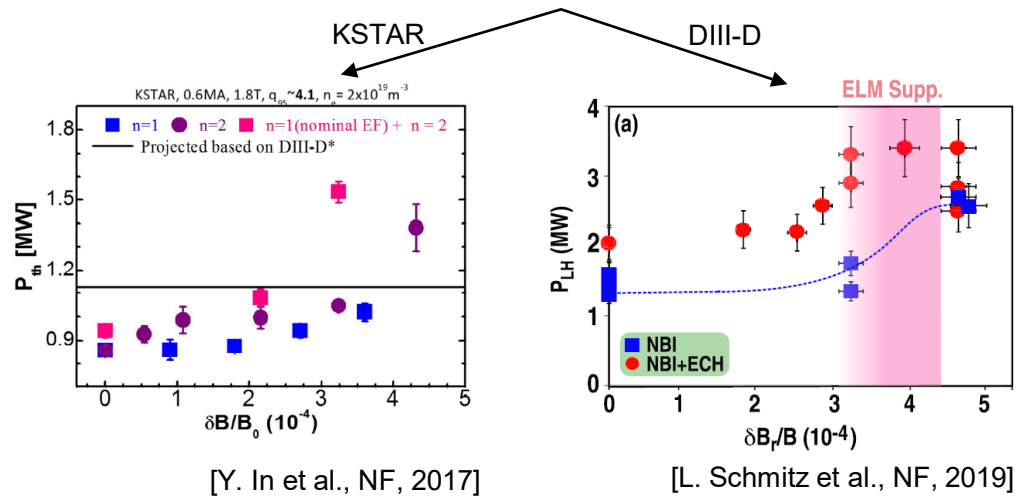 KSTAR
DIII-D
KSTAR, 0.6MA, 1.8T, q95~4.1, ne = 2x10^19 m^-3
n=1 n=2 n=1(nominal EF) + n = 2
Projected based on DIII-D*
Pth [MW]
1.8
1.5
1.2
0.9
0 1 2 3 4 5
δB/B0 (10^-4)
[Y. In et al., NF, 2017]
ELM Supp.
(a)
PLH (MW)
4
3
2
1
0
NBI
NBI+ECH
0 1 2 3 4 5
δBr/B (10^-4)
[L. Schmitz et al., NF, 2019]